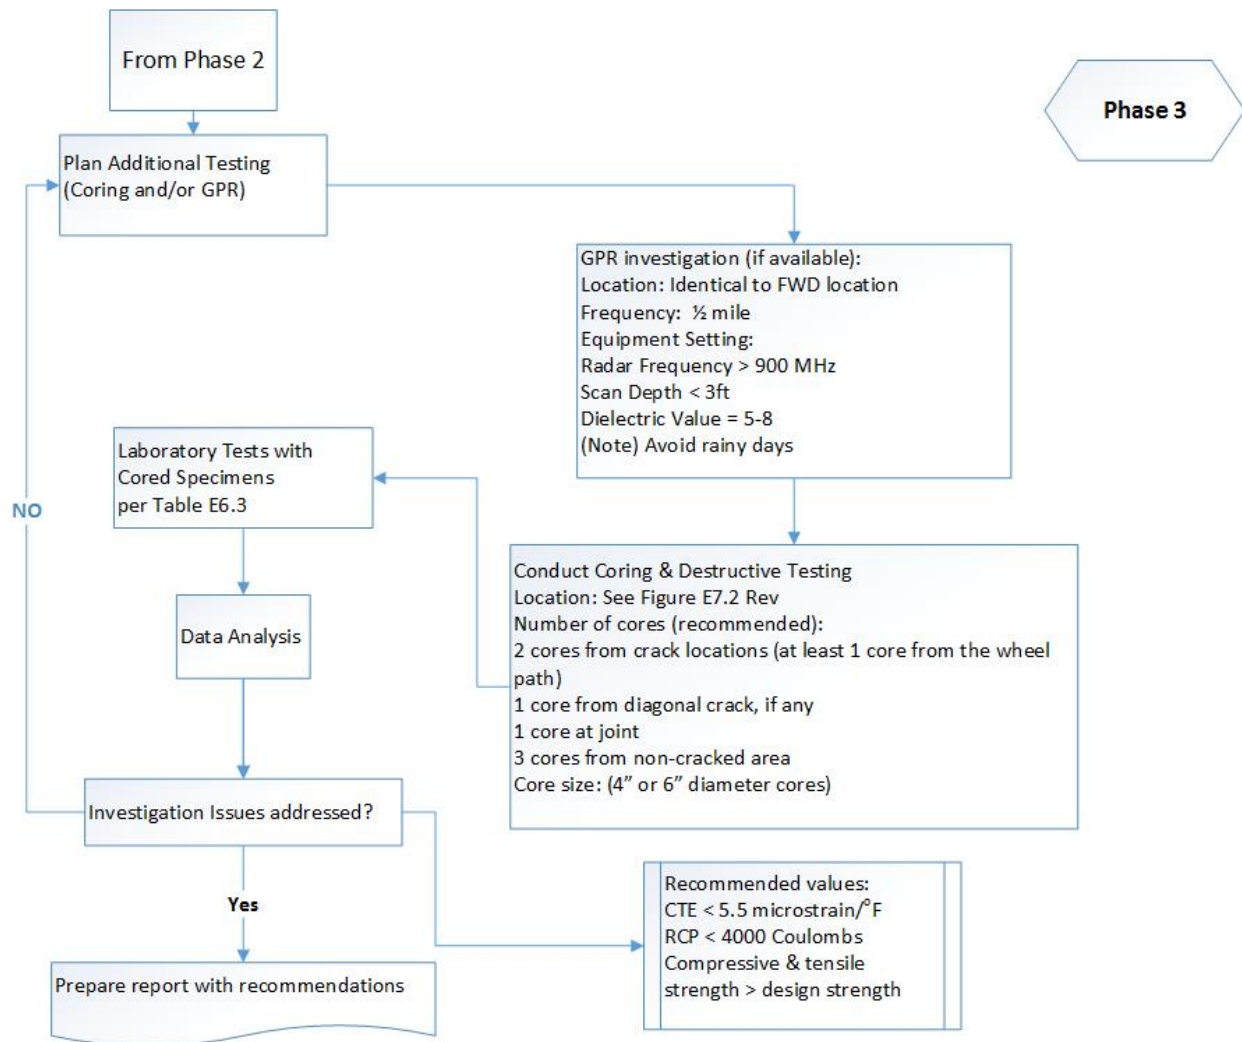 From Phase 2
Phase 3
Plan Additional Testing
(Coring and/or GPR)
GPR investigation (if available):
Location: Identical to FWD location
Frequency: ½ mile
Equipment Setting:
Radar Frequency > 900 MHz
Scan Depth < 3ft
Dielectric Value = 5-8
(Note) Avoid rainy days
Laboratory Tests with
Cored Specimens
per Table E6.3
NO
Conduct Coring & Destructive Testing
Location: See Figure E7.2 Rev
Number of cores (recommended):
2 cores from crack locations (at least 1 core from the wheel
path)
1 core from diagonal crack, if any
1 core at joint
3 cores from non-cracked area
Core size: (4” or 6” diameter cores)
Data Analysis
Investigation Issues addressed?
Yes
Recommended values:
CTE < 5.5 microstrain/°F
RCP < 4000 Coulombs
Compressive & tensile
strength > design strength
Prepare report with recommendations